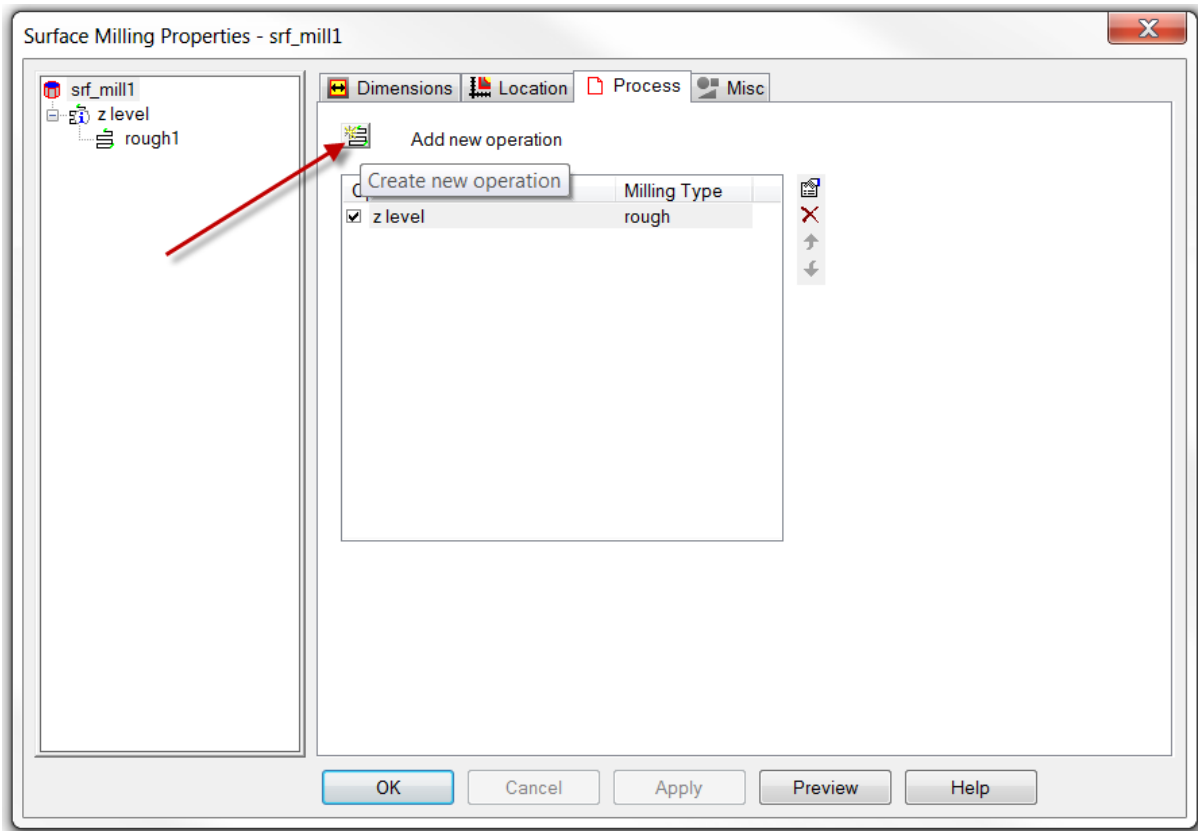 Surface Milling Properties - srf_mill1
X
srf_mill1
z level
rough1
Dimensions Location Process Misc
Add new operation
Create new operation
Milling Type
z level rough
OK Cancel Apply Preview Help